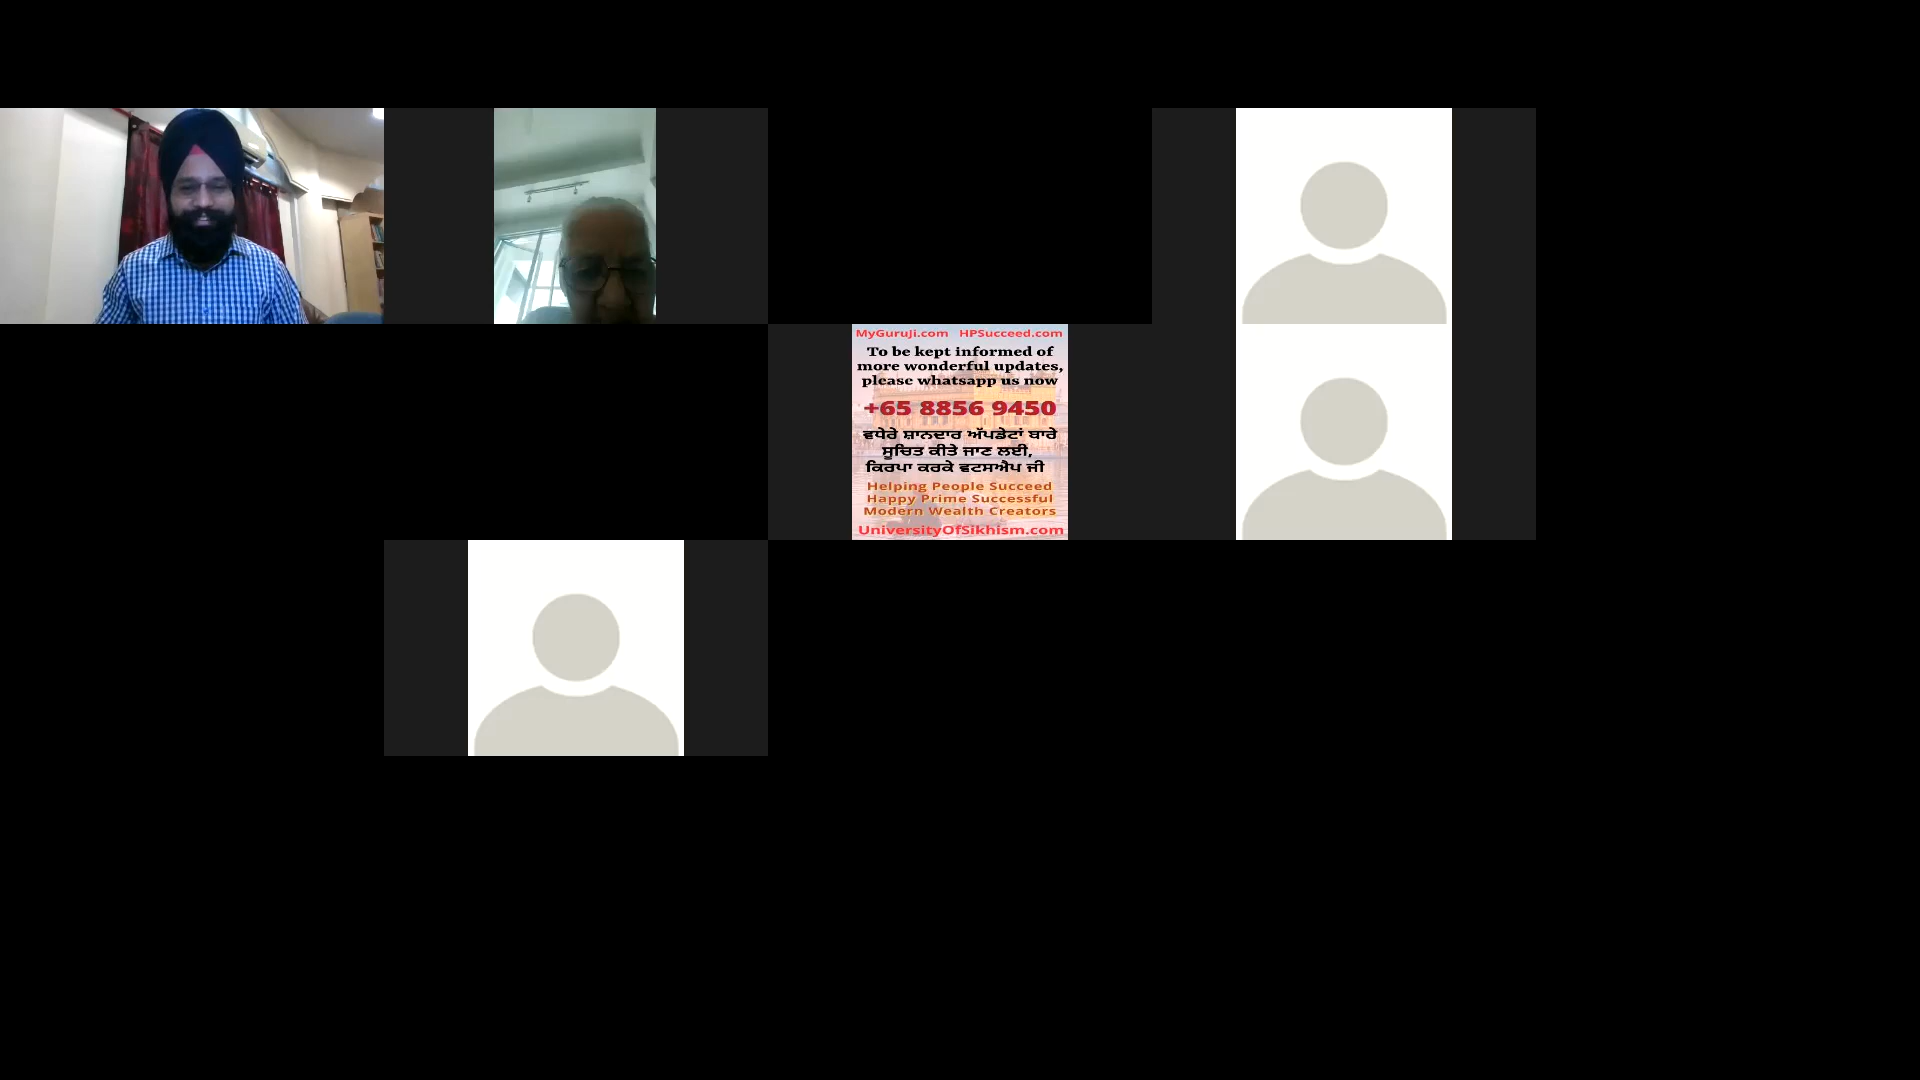 MyGuruJi.com HPSucceed.com
To be kept informed of
more wonderful updates,
please whatsapp us now
+65 8856 9450
ਵਧੇਰੇ ਸ਼ਾਨਦਾਰ ਅੱਪਡੇਟਾਂ ਬਾਰੇ
ਸੂਚਿਤ ਕੀਤੇ ਜਾਣ ਲਈ,
ਕਿਰਪਾ ਕਰਕੇ ਵਟਸਐਪ ਜੀ
Helping People Succeed
Happy Prime Successful
Modern Wealth Creators
UniversityOfSikhism.com